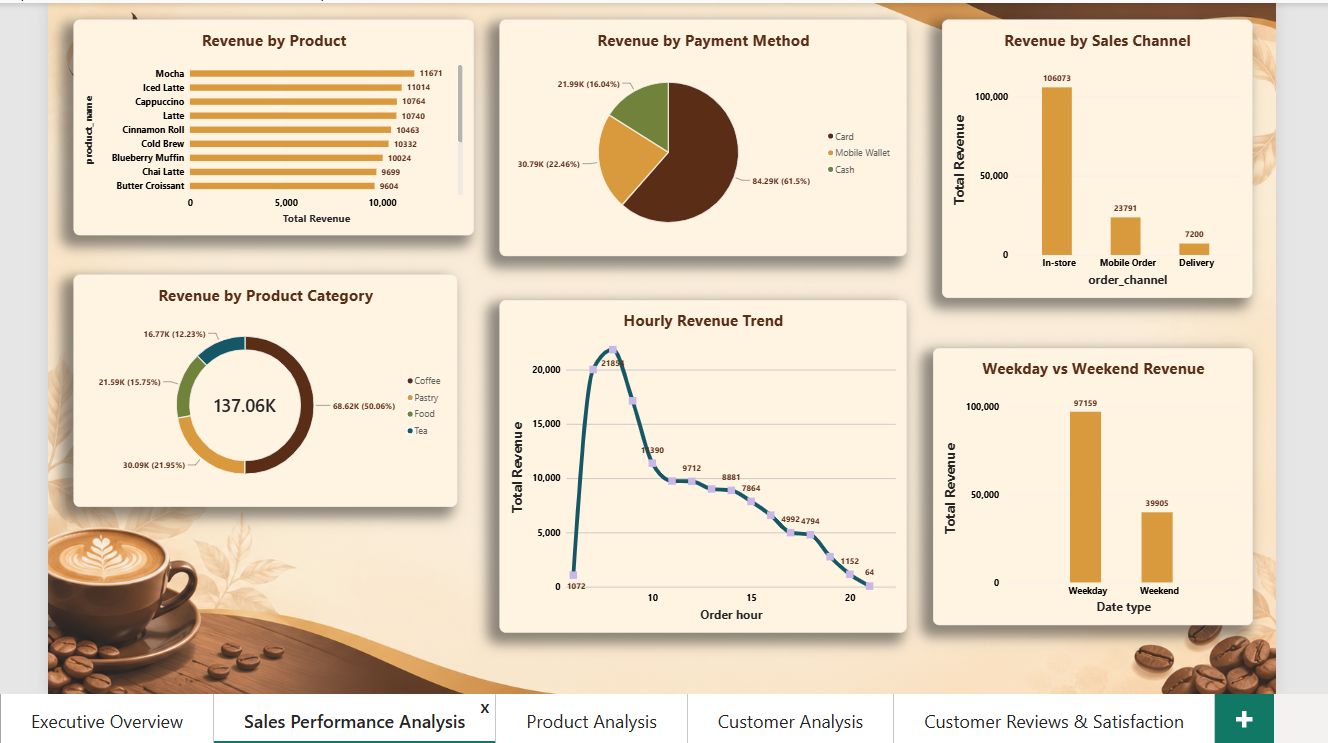 Revenue by Product
product_name
Mocha 11671
Iced Latte 11014
Cappuccino 10764
Latte 10740
Cinnamon Roll 10463
Cold Brew 10332
Blueberry Muffin 10024
Chai Latte 9699
Butter Croissant 9604
0 5,000 10,000
Total Revenue
Revenue by Payment Method
21.99K (16.04%)
30.79K (22.46%)
84.29K (61.5%)
Card
Mobile Wallet
Cash
Revenue by Sales Channel
Total Revenue
106073
100,000
50,000
23791
7200
0
In-store Mobile Order Delivery
order_channel
Revenue by Product Category
16.77K (12.23%)
21.59K (15.75%)
137.06K
68.62K (50.06%)
30.09K (21.95%)
Coffee
Pastry
Food
Tea
Hourly Revenue Trend
Total Revenue
20,000
15,000
10,000
5,000
0
1072
9712
8881
7864
4992
4794
1152
64
10 15 20
Order hour
Weekday vs Weekend Revenue
Total Revenue
97159
100,000
50,000
39905
0
Weekday Weekend
Date type
Executive Overview
Sales Performance Analysis x
Product Analysis
Customer Analysis
Customer Reviews & Satisfaction
+